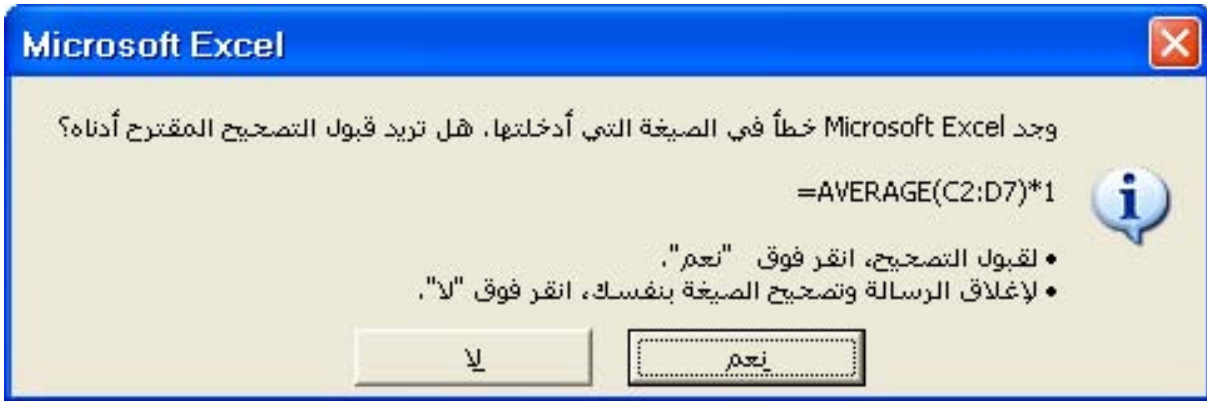 Microsoft Excel
وجد Microsoft Excel خطأ في الصيغة التي أدخلتها. هل تريد قبول التصحيح المقترح أدناه؟
=AVERAGE(C2:D7)*1
• لقبول التصحيح، انقر فوق "نعم".
• لإغلاق الرسالة وتصحيح الصيغة بنفسك، انقر فوق "لا".
نعم
لا